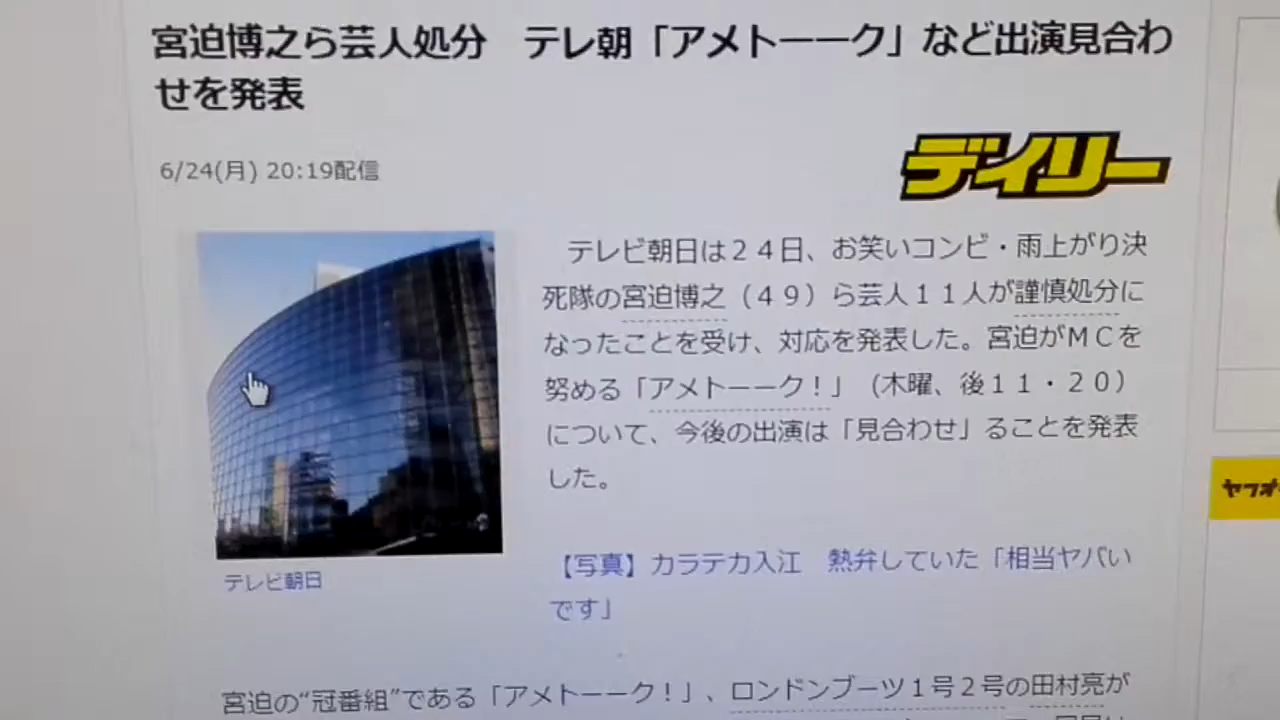 宮迫博之ら芸人処分　テレ朝「アメトーーク」など出演見合わ
せを発表
6/24(月) 20:19配信
デイリー
テレビ朝日は２４日、お笑いコンビ・雨上がり決
死隊の宮迫博之（４９）ら芸人１１人が謹慎処分に
なったことを受け、対応を発表した。宮迫がＭＣを
努める「アメトーーク！」（木曜、後１１・２０）
について、今後の出演は「見合わせ」ることを発表
した。
テレビ朝日
【写真】カラテカ入江　熱弁していた「相当ヤバい
です」
宮迫の“冠番組”である「アメトーーク！」、ロンドンブーツ１号２号の田村亮が
ヤフオ